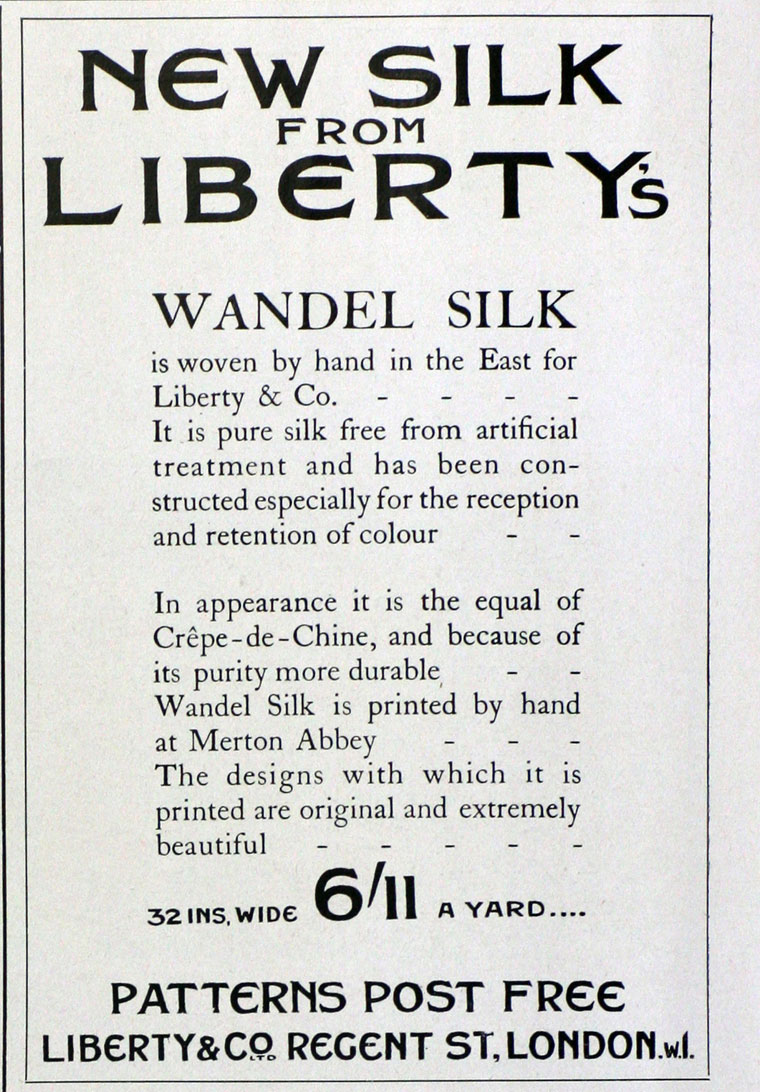 NEW SILK
FROM
LIBERTY's
WANDEL SILK
is woven by hand in the East for
Liberty & Co. - - - -
It is pure silk free from artificial
treatment and has been con-
structed especially for the reception
and retention of colour - -
In appearance it is the equal of
Crêpe-de-Chine, and because of
its purity more durable - -
Wandel Silk is printed by hand
at Merton Abbey - - -
The designs with which it is
printed are original and extremely
beautiful - - - - -
32 INS, WIDE 6/11 A YARD....
PATTERNS POST FREE
LIBERTY & CO LTD REGENT ST, LONDON.W.1.